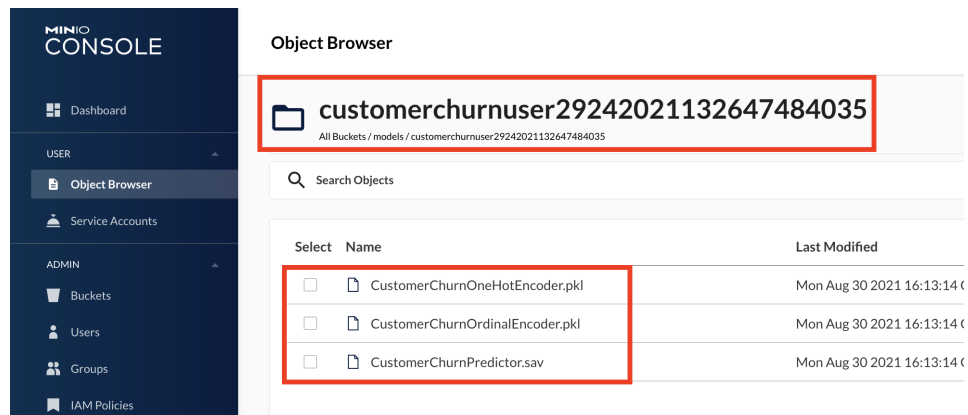 MINIO
CONSOLE
Object Browser
Dashboard
USER
Object Browser
Service Accounts
ADMIN
Buckets
Users
Groups
IAM Policies
customerchurnuser29242021132647484035
All Buckets / models / customerchurnuser29242021132647484035
Search Objects
Select Name Last Modified
CustomerChurnOneHotEncoder.pkl Mon Aug 30 2021 16:13:14
CustomerChurnOrdinalEncoder.pkl Mon Aug 30 2021 16:13:14
CustomerChurnPredictor.sav Mon Aug 30 2021 16:13:14